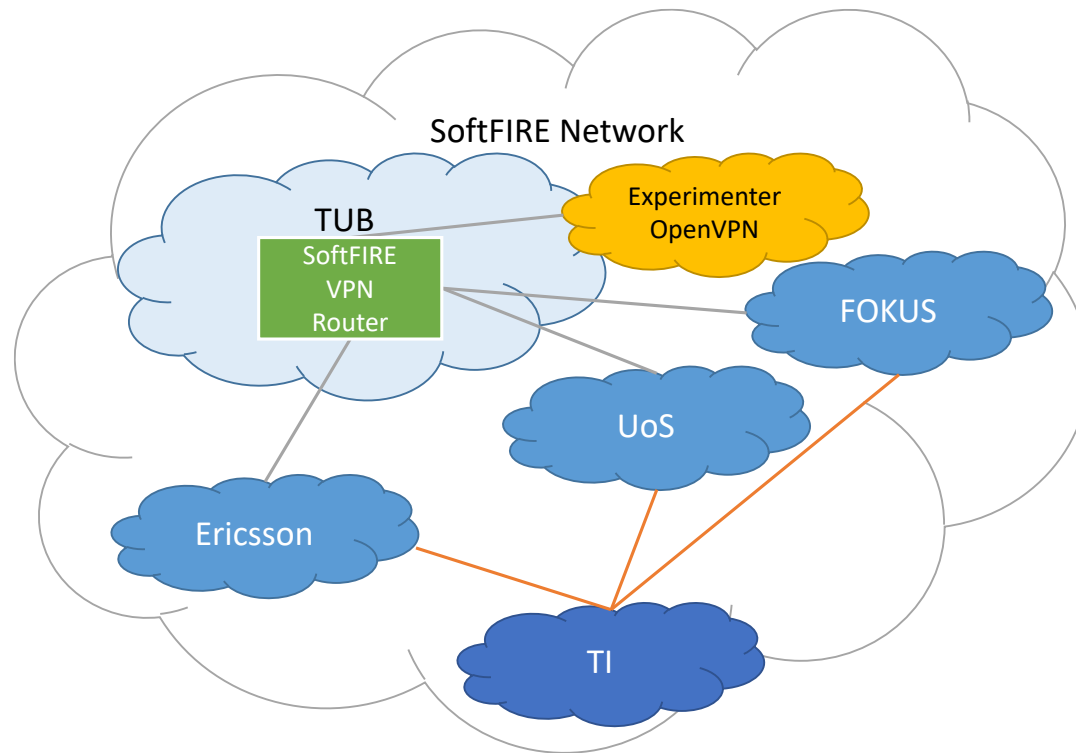 SoftFIRE Network
Experimenter
OpenVPN
TUB
SoftFIRE
VPN
Router
FOKUS
UoS
Ericsson
TI